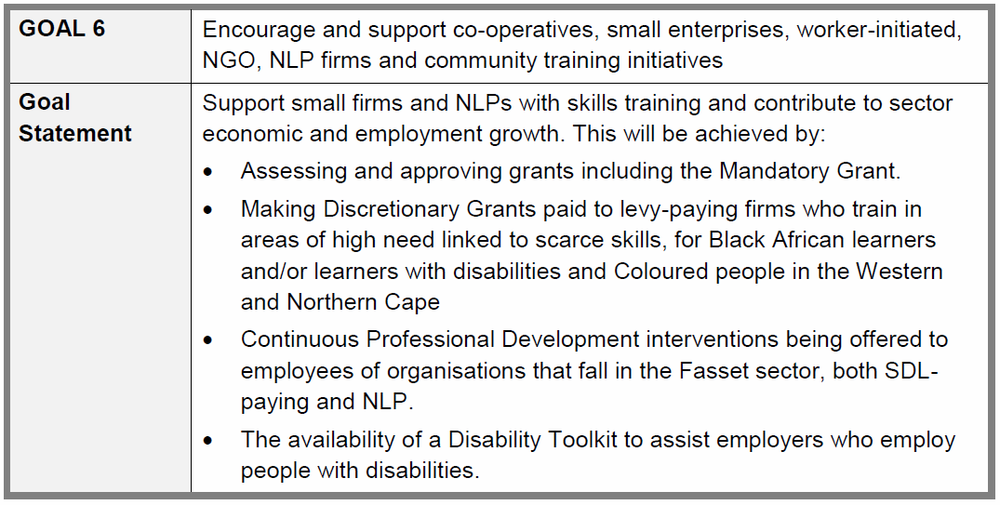 GOAL 6
Encourage and support co-operatives, small enterprises, worker-initiated,
NGO, NLP firms and community training initiatives
Goal
Statement
Support small firms and NLPs with skills training and contribute to sector
economic and employment growth. This will be achieved by:
• Assessing and approving grants including the Mandatory Grant.
• Making Discretionary Grants paid to levy-paying firms who train in
areas of high need linked to scarce skills, for Black African learners
and/or learners with disabilities and Coloured people in the Western
and Northern Cape
• Continuous Professional Development interventions being offered to
employees of organisations that fall in the Fasset sector, both SDL-
paying and NLP.
• The availability of a Disability Toolkit to assist employers who employ
people with disabilities.